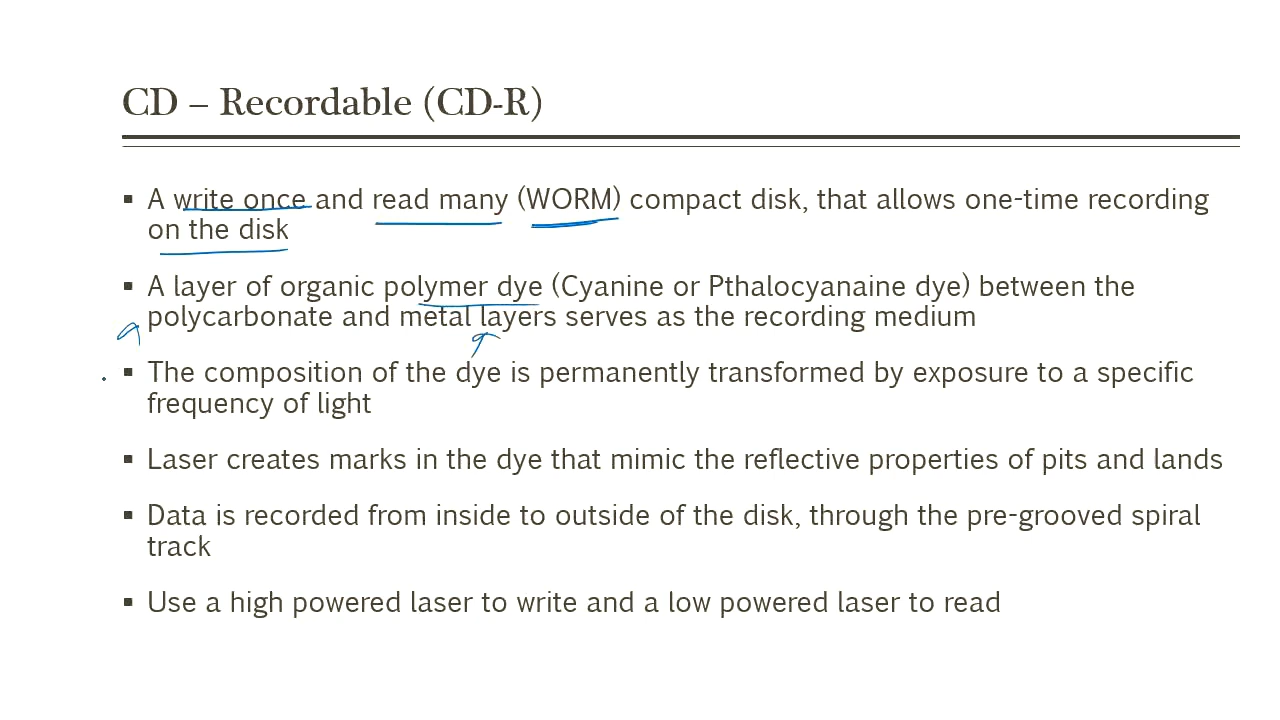 CD – Recordable (CD-R)
▪ A write once and read many (WORM) compact disk, that allows one-time recording
on the disk
▪ A layer of organic polymer dye (Cyanine or Pthalocyanaine dye) between the
polycarbonate and metal layers serves as the recording medium
▪ The composition of the dye is permanently transformed by exposure to a specific
frequency of light
▪ Laser creates marks in the dye that mimic the reflective properties of pits and lands
▪ Data is recorded from inside to outside of the disk, through the pre-grooved spiral
track
▪ Use a high powered laser to write and a low powered laser to read